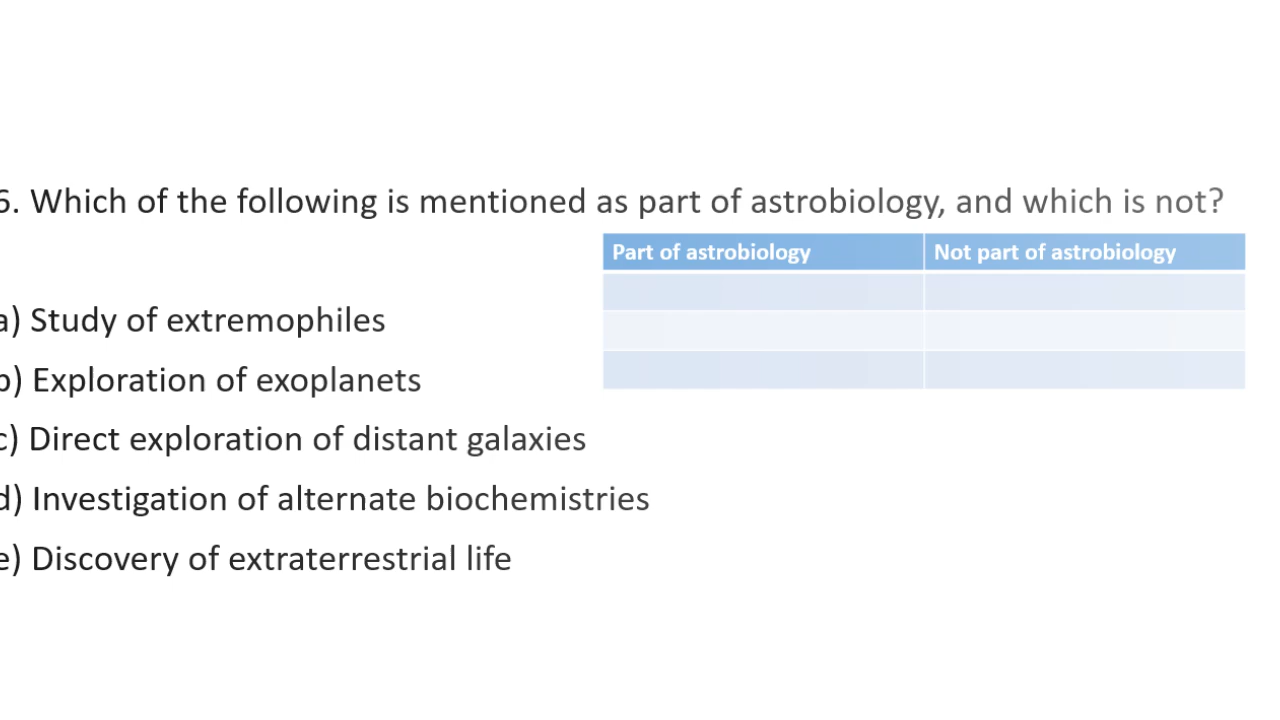 6. Which of the following is mentioned as part of astrobiology, and which is not?
Part of astrobiology Not part of astrobiology
a) Study of extremophiles
b) Exploration of exoplanets
c) Direct exploration of distant galaxies
d) Investigation of alternate biochemistries
e) Discovery of extraterrestrial life